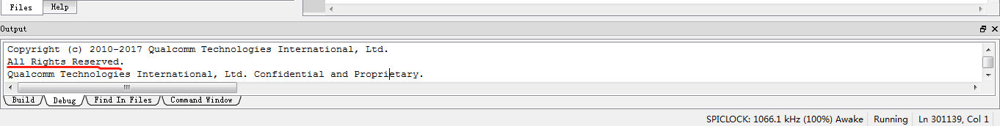 Files Help
Output
Copyright (c) 2010-2017 Qualcomm Technologies International, Ltd.
All Rights Reserved.
Qualcomm Technologies International, Ltd. Confidential and Proprietary.
Build Debug Find In Files Command Window
SPICLOCK: 1066.1 kHz (100%) Awake Running Ln 301139, Col 1